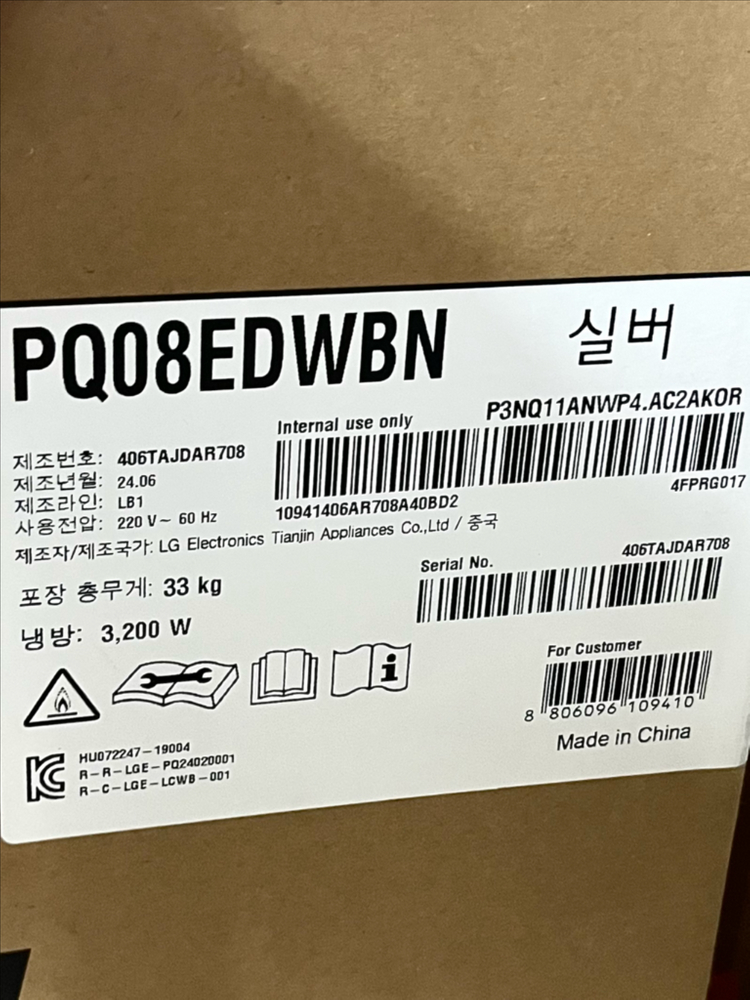 PQ08EDWBN
실버
P3NQ11ANWP4.AC2AKOR
Internal use only
10941406AR708A40BD2
4FPRG017
제조번호: 406TAJDAR708
제조년월: 24.06
제조라인: LB1
사용전압: 220 V~ 60 Hz
제조자/제조국가: LG Electronics Tianjin Appliances Co.,Ltd / 중국
포장 총무게: 33 kg
냉방: 3,200 W
Serial No.
406TAJDAR708
For Customer
8 806096 109410
Made in China
KC
HU072247-19004
R-R-LGE-PQ24020001
R-C-LGE-LCWB-001